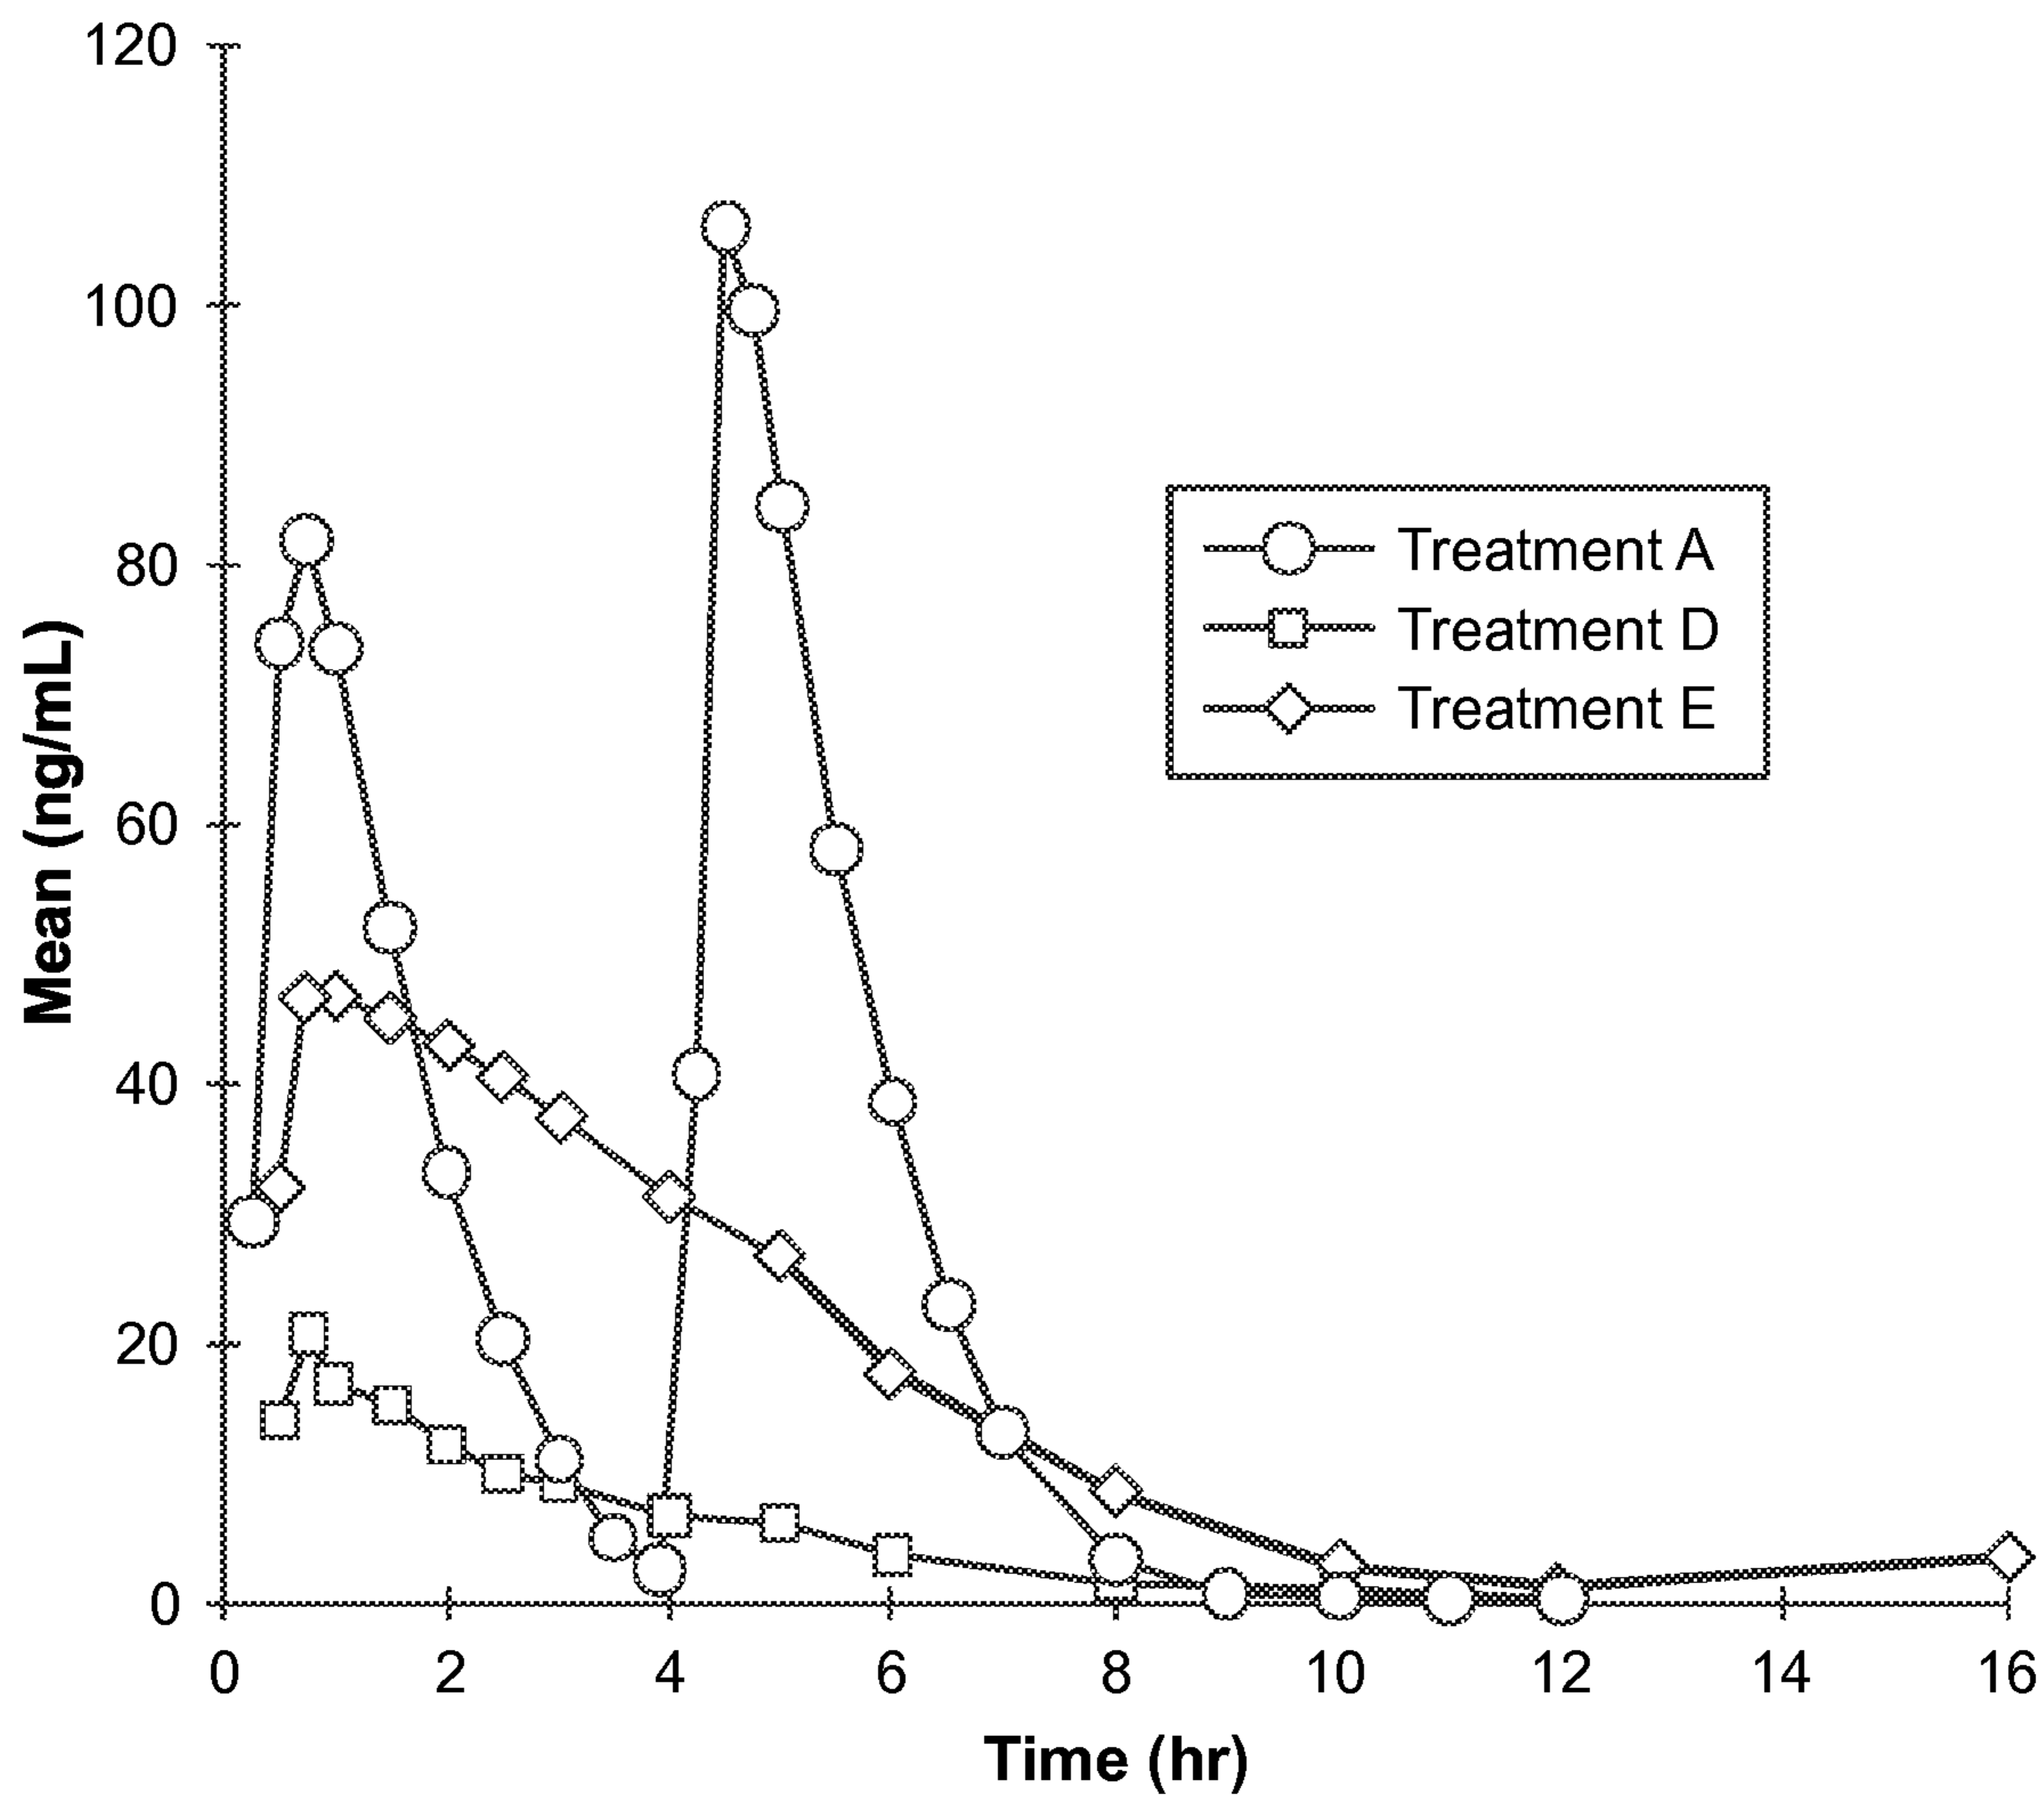 120
100
80
60
40
20
0
Mean (ng/mL)
Treatment A
Treatment D
Treatment E
0 2 4 6 8 10 12 14 16
Time (hr)